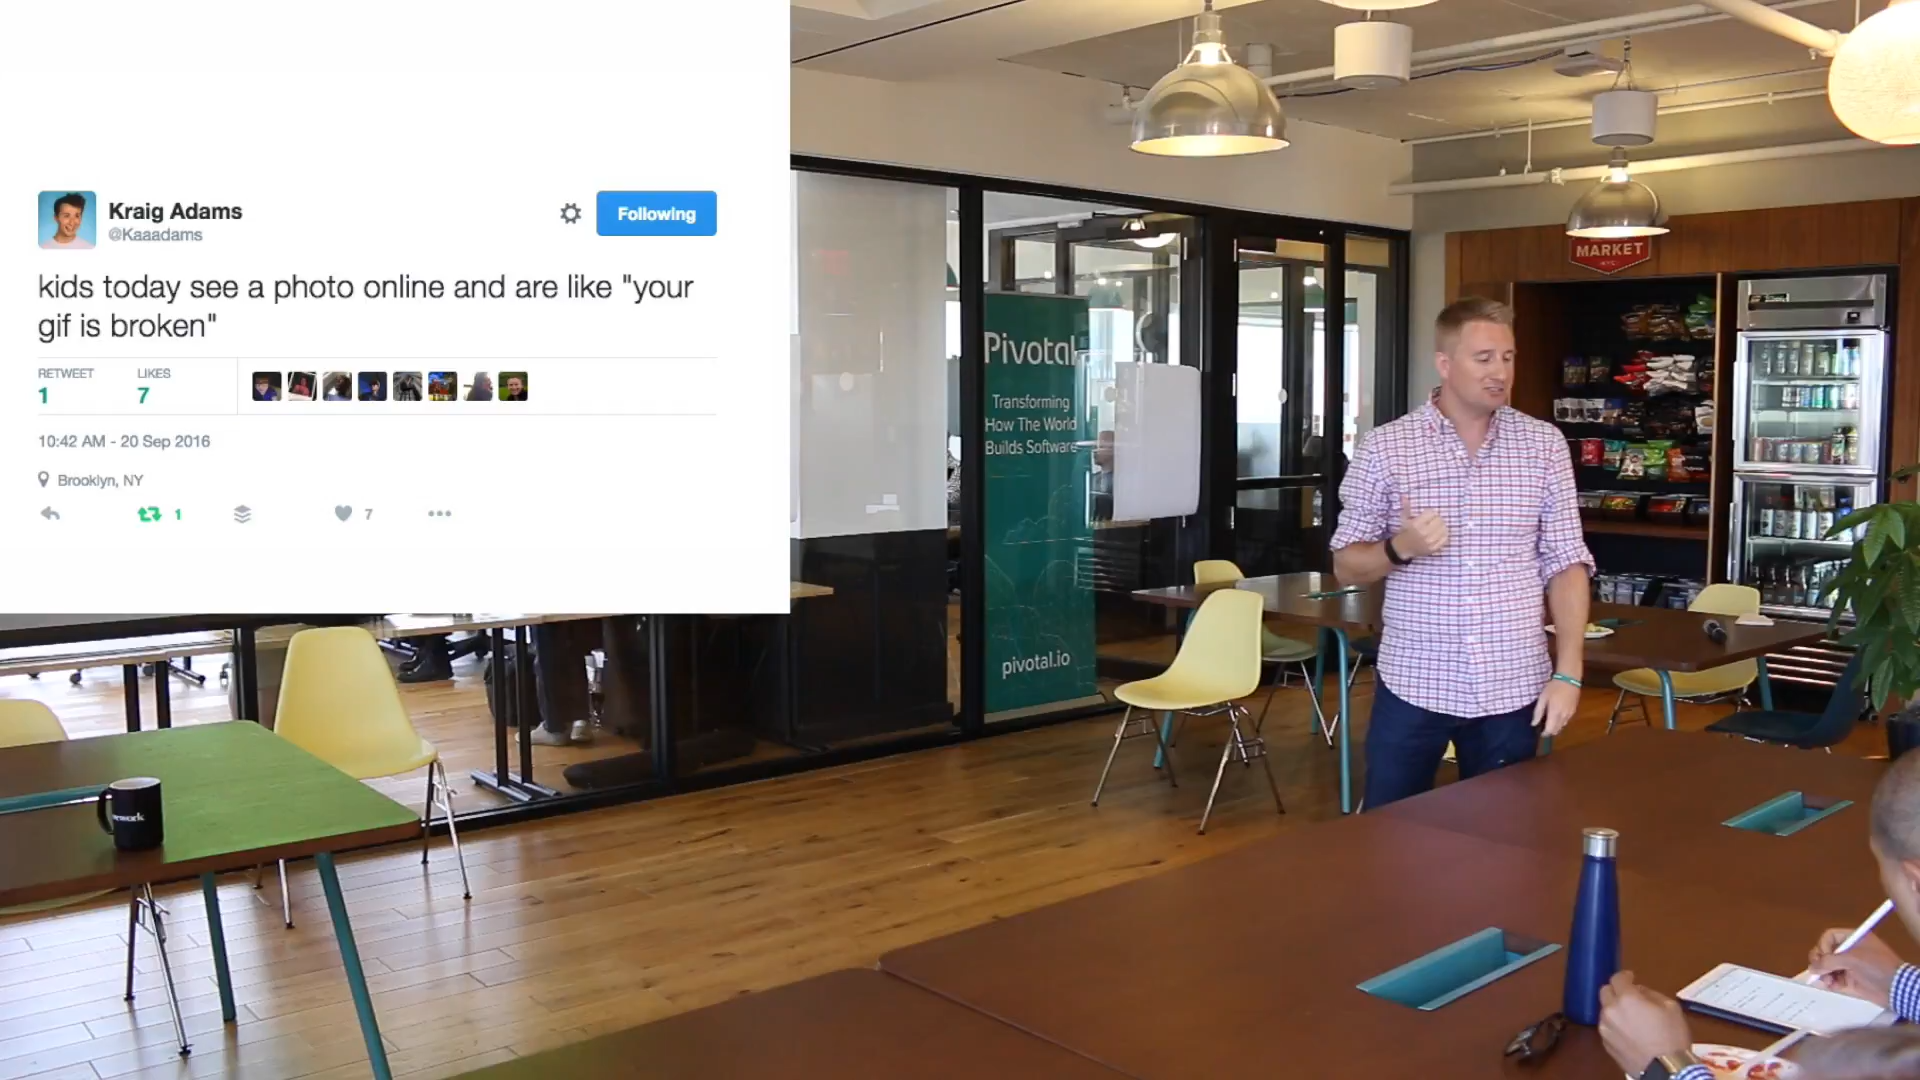 Kraig Adams
@Kaaadams
Following
kids today see a photo online and are like "your
gif is broken"
RETWEET
1
LIKES
7
10:42 AM - 20 Sep 2016
Brooklyn, NY
1
7
Pivotal
Transforming
How The World
Builds Software
pivotal.io
MARKET
NYC
wework